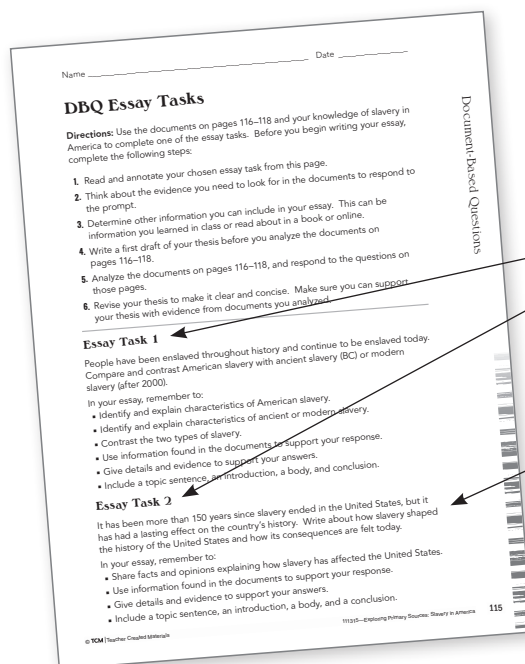 Name
Date
DBQ Essay Tasks
Directions: Use the documents on pages 116–118 and your knowledge of slavery in
America to complete one of the essay tasks. Before you begin writing your essay,
complete the following steps:
1. Read and annotate your chosen essay task from this page.
2. Think about the evidence you need to look for in the documents to respond to
the prompt.
3. Determine other information you can include in your essay. This can be
information you learned in class or read about in a book or online.
4. Write a first draft of your thesis before you analyze the documents on
pages 116–118.
5. Analyze the documents on pages 116–118, and respond to the questions on
those pages.
6. Revise your thesis to make it clear and concise. Make sure you can support
your thesis with evidence from documents you analyzed.
Document-Based Questions
Essay Task 1
People have been enslaved throughout history and continue to be enslaved today.
Compare and contrast American slavery with ancient slavery (BC) or modern
slavery (after 2000).
In your essay, remember to:
▪ Identify and explain characteristics of American slavery.
▪ Identify and explain characteristics of ancient or modern slavery.
▪ Contrast the two types of slavery.
▪ Use information found in the documents to support your response.
▪ Give details and evidence to support your answers.
▪ Include a topic sentence, an introduction, a body, and conclusion.
Essay Task 2
It has been more than 150 years since slavery ended in the United States, but it
has had a lasting effect on the country's history. Write about how slavery shaped
the history of the United States and how its consequences are felt today.
In your essay, remember to:
▪ Share facts and opinions explaining how slavery has affected the United States.
▪ Use information found in the documents to support your response.
▪ Give details and evidence to support your answers.
▪ Include a topic sentence, an introduction, a body, and a conclusion.
© TCM | Teacher Created Materials
111315—Exploring Primary Sources: Slavery in America
115